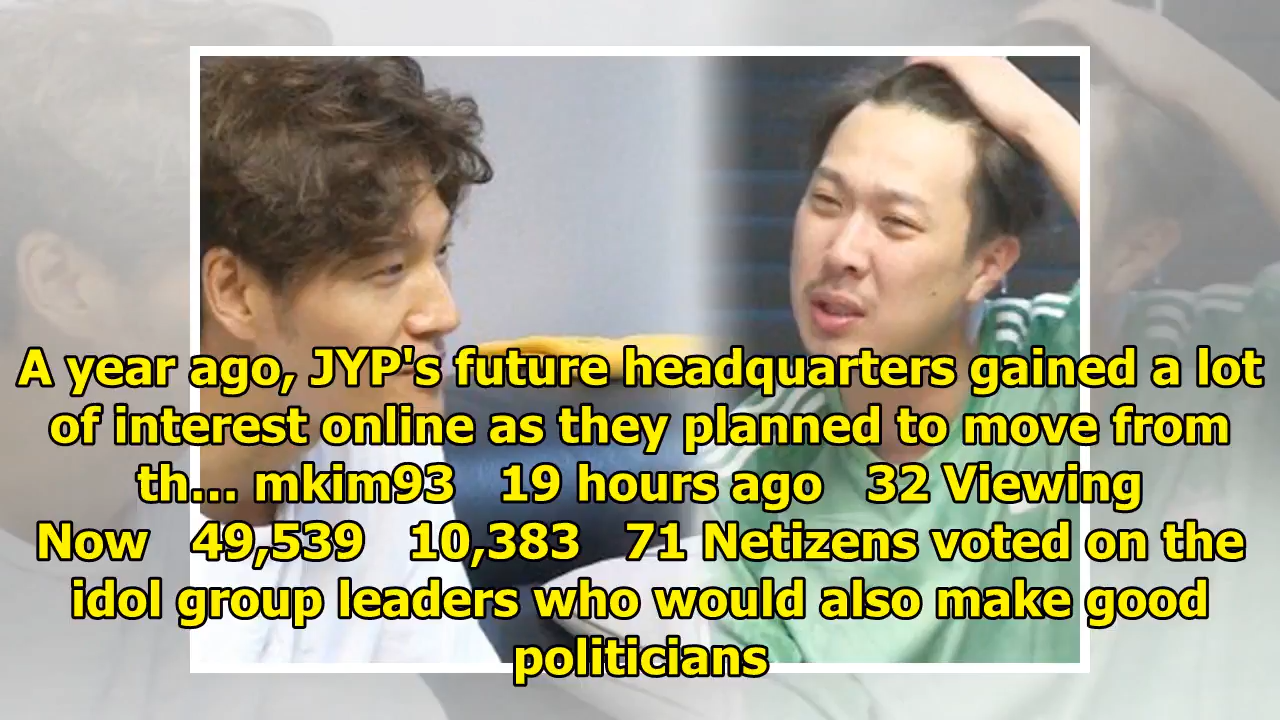 A year ago, JYP's future headquarters gained a lot
of interest online as they planned to move from
th... mkim93 19 hours ago 32 Viewing
Now 49,539 10,383 71 Netizens voted on the
idol group leaders who would also make good
politicians